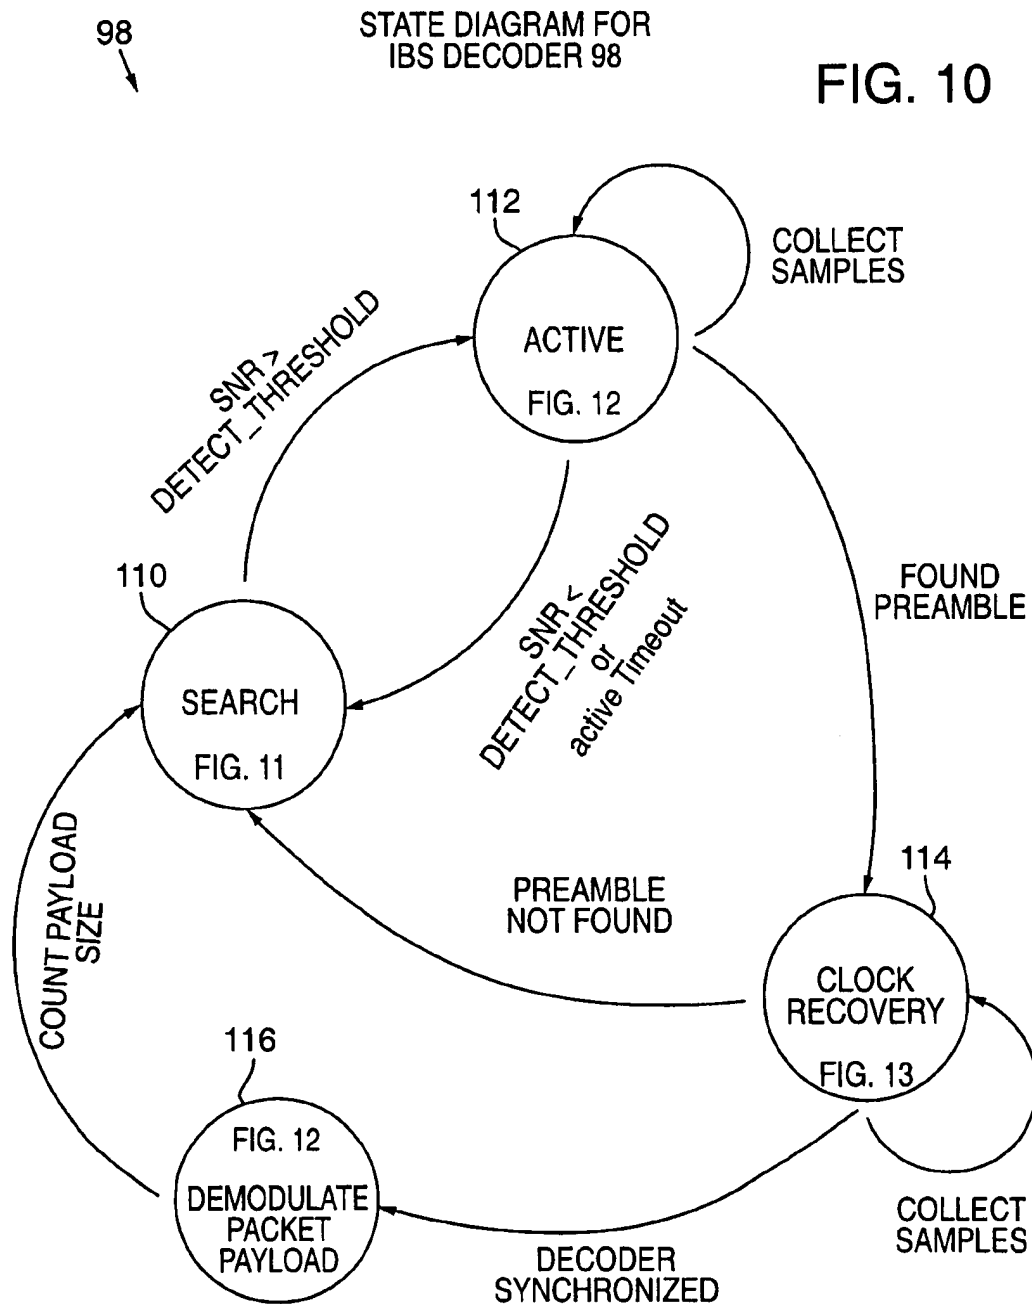 98
STATE DIAGRAM FOR
IBS DECODER 98
FIG. 10
112
COLLECT
SAMPLES
ACTIVE
FIG. 12
SNR >
DETECT_THRESHOLD
SNR <
DETECT_THRESHOLD
or
active Timeout
FOUND
PREAMBLE
110
SEARCH
FIG. 11
PREAMBLE
NOT FOUND
114
CLOCK
RECOVERY
FIG. 13
COUNT PAYLOAD
SIZE
116
FIG. 12
DEMODULATE
PACKET
PAYLOAD
DECODER
SYNCHRONIZED
COLLECT
SAMPLES